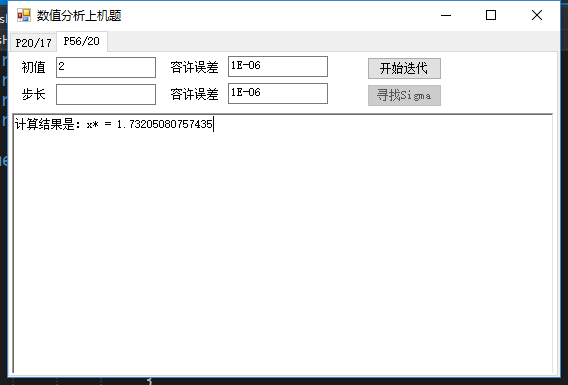 数值分析上机题
P20/17 P56/20
初值 2 容许误差 1E-06 开始迭代
步长 容许误差 1E-06 寻找Sigma
计算结果是: x* = 1.73205080757435